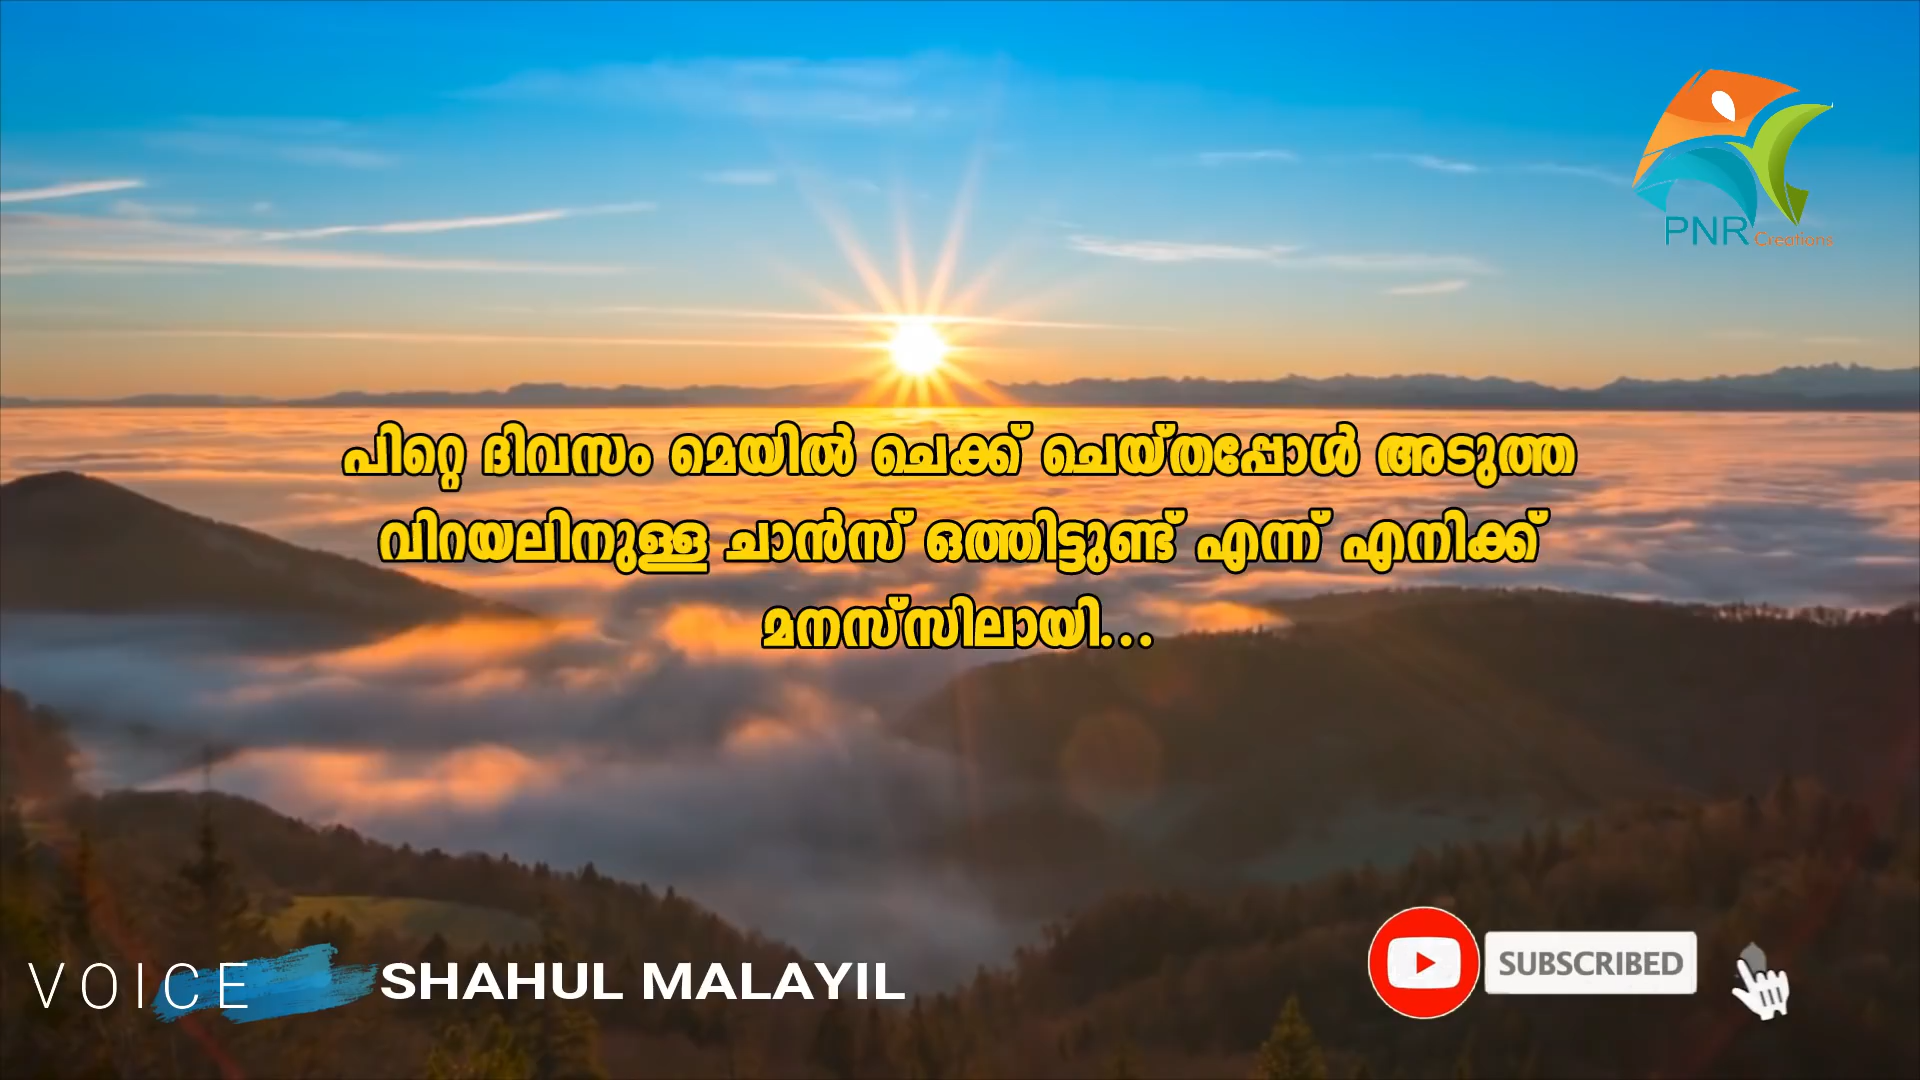 PNR Creations
പിറ്റെ ദിവസം മെയിൽ ചെക്ക് ചെയ്തപ്പോൾ അടുത്ത
വിറയലിനുള്ള ചാൻസ് ഒത്തിട്ടുണ്ട് എന്ന് എനിക്ക്
മനസ്സിലായി...
VOICE SHAHUL MALAYIL
SUBSCRIBED